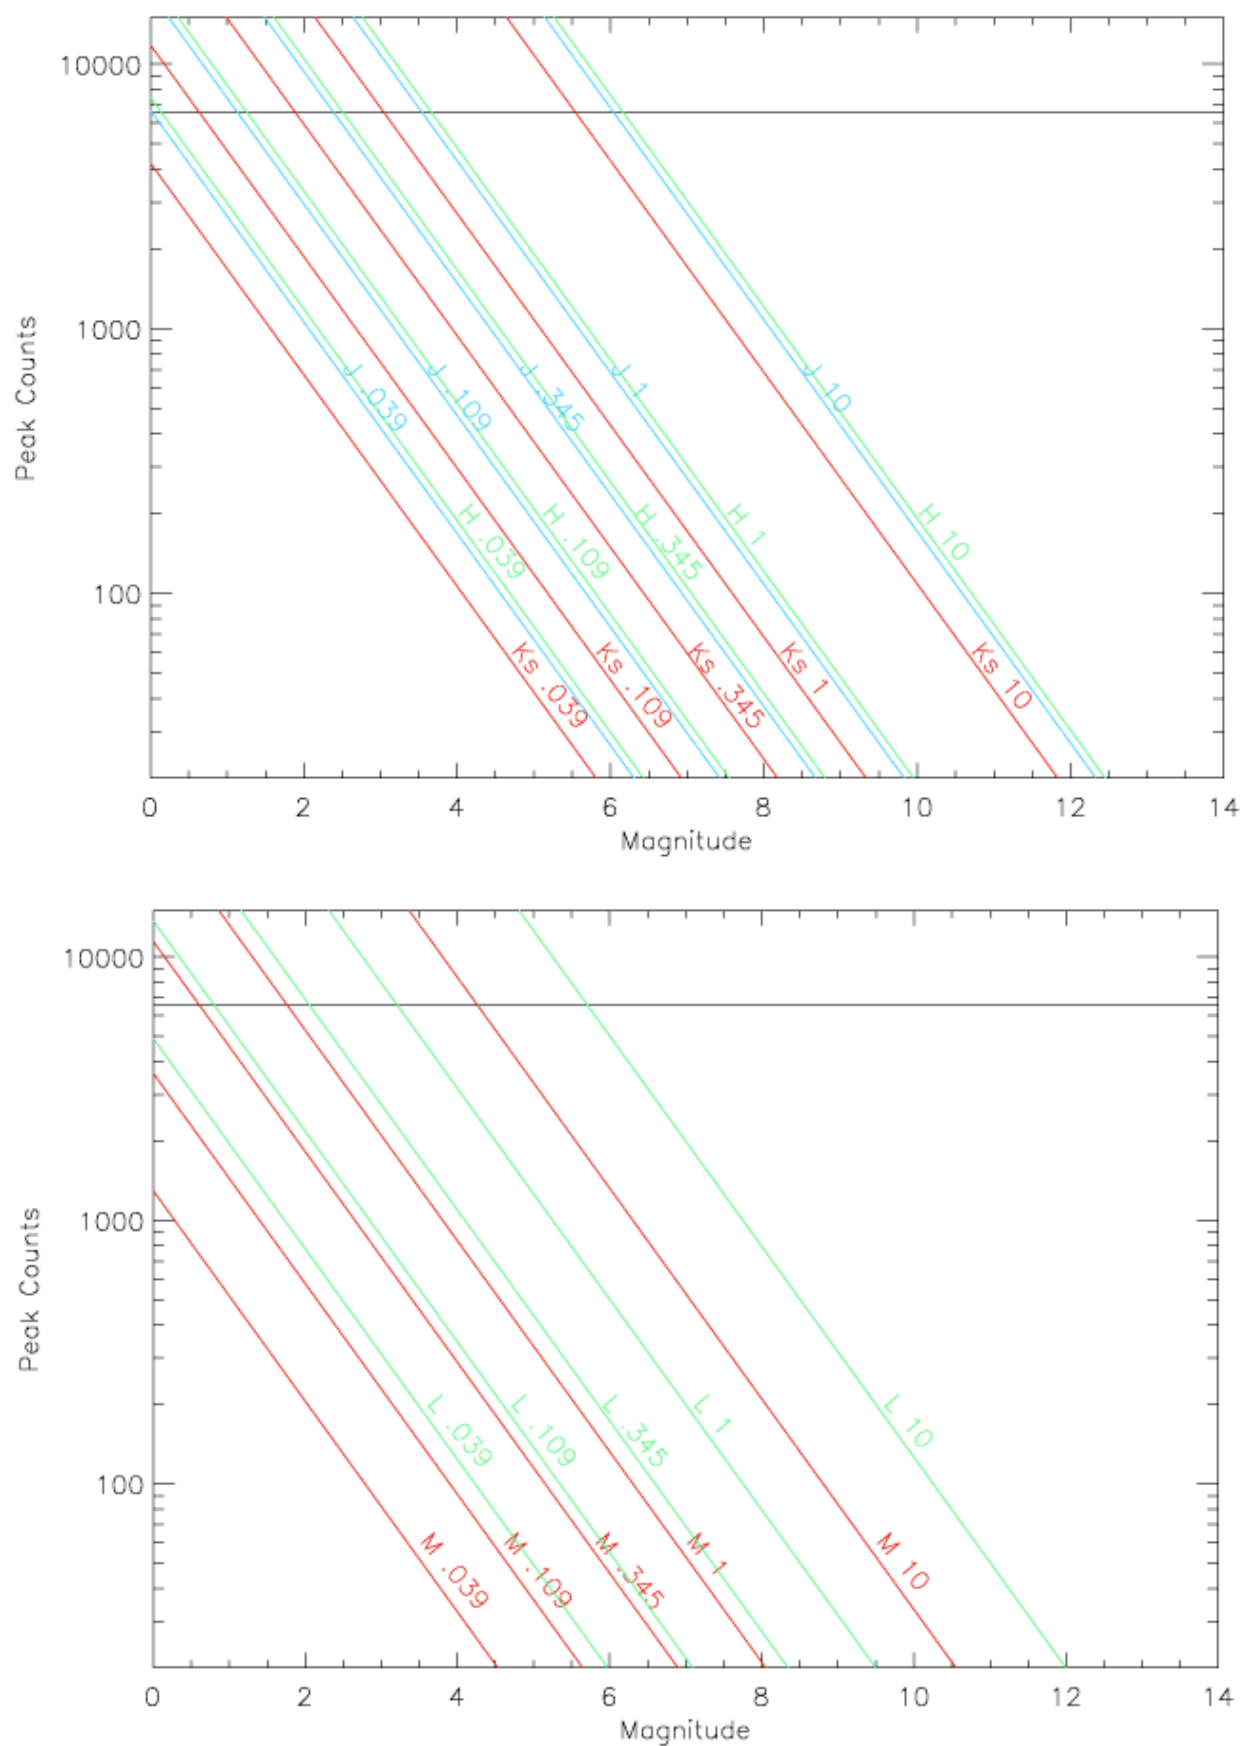 10000
1000
100
Peak Counts
J .039
J .109
J .345
J 1
J 10
H .039
H .109
H .345
H 1
H 10
Ks .039
Ks .109
Ks .345
Ks 1
Ks 10
0 2 4 6 8 10 12 14
Magnitude
10000
1000
100
Peak Counts
L .039
L .109
L .345
L 1
L 10
M .039
M .109
M .345
M 1
M 10
0 2 4 6 8 10 12 14
Magnitude